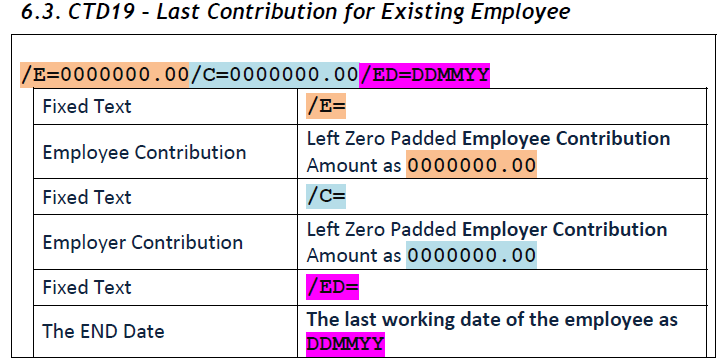 6.3. CTD19 - Last Contribution for Existing Employee
/E=0000000.00/C=0000000.00/ED=DDMMYY
Fixed Text
/E=
Employee Contribution
Left Zero Padded Employee Contribution
Amount as 0000000.00
Fixed Text
/C=
Employer Contribution
Left Zero Padded Employer Contribution
Amount as 0000000.00
Fixed Text
/ED=
The END Date
The last working date of the employee as
DDMMYY